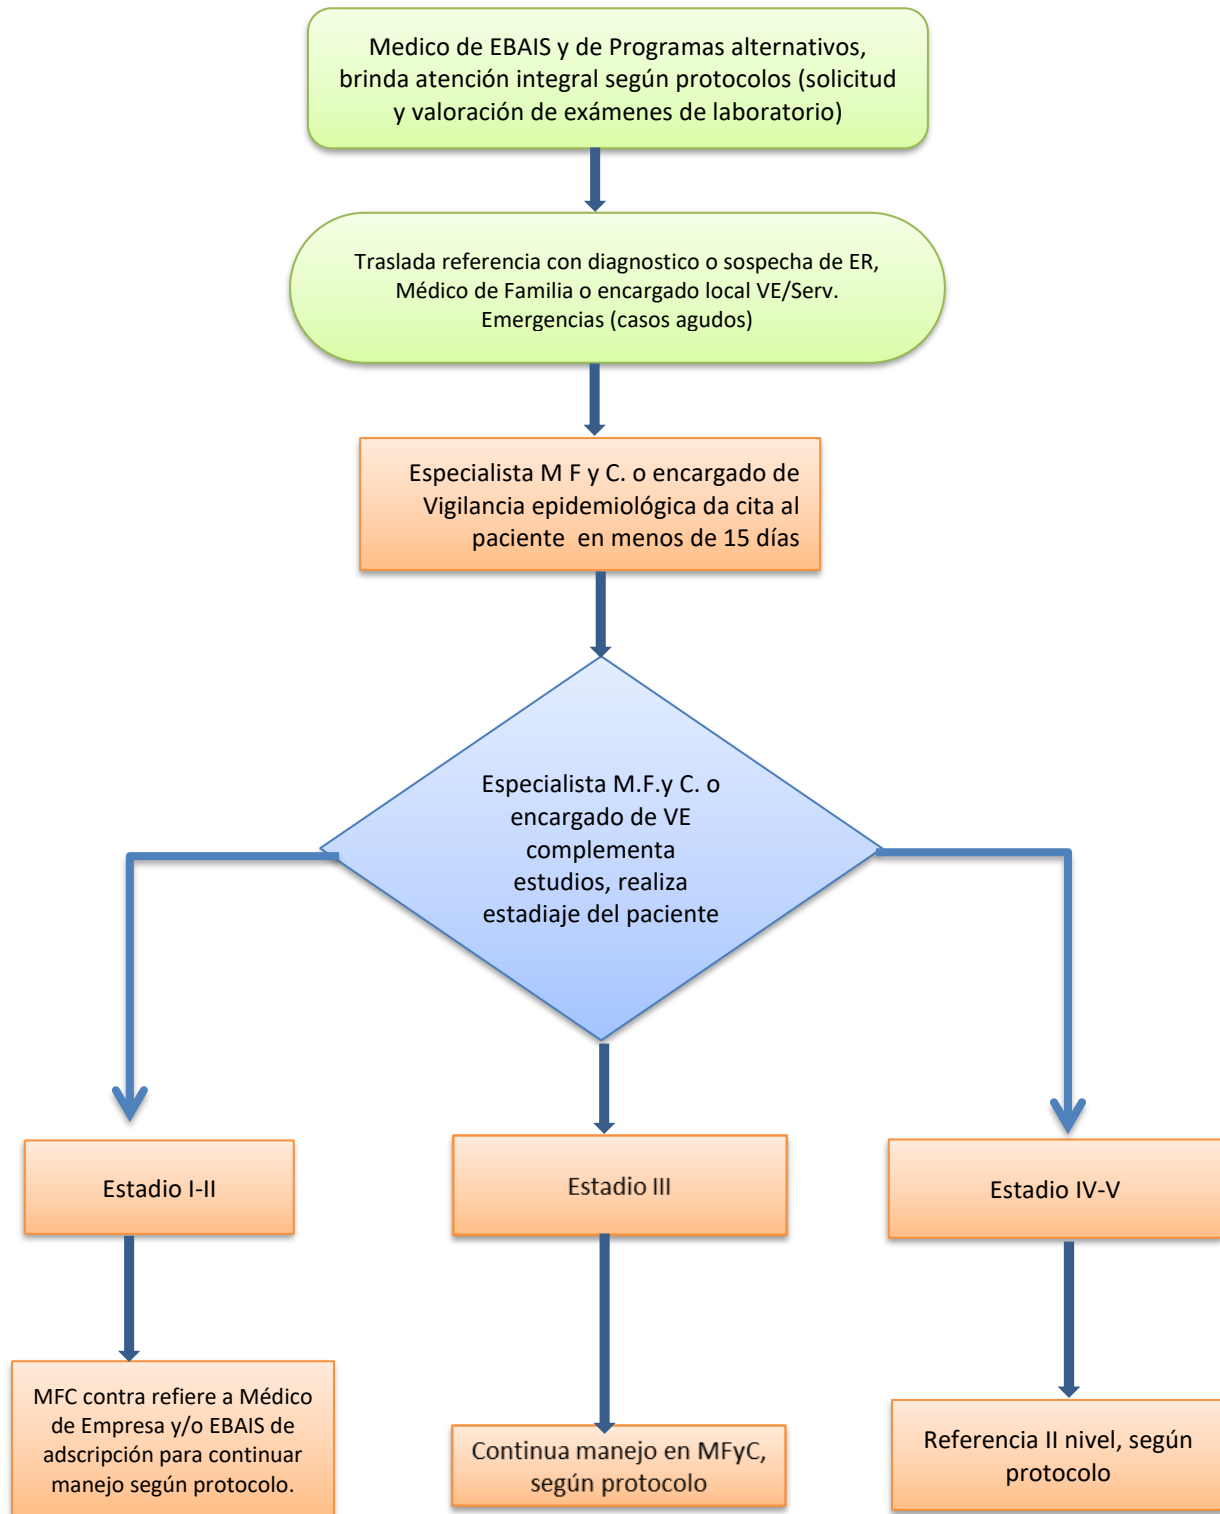 Medico de EBAIS y de Programas alternativos,
brinda atención integral según protocolos (solicitud
y valoración de exámenes de laboratorio)
Traslada referencia con diagnostico o sospecha de ER,
Médico de Familia o encargado local VE/Serv.
Emergencias (casos agudos)
Especialista M F y C. o encargado de
Vigilancia epidemiológica da cita al
paciente en menos de 15 días
Especialista M.F.y C. o
encargado de VE
complementa
estudios, realiza
estadiaje del paciente
Estadio I-II
Estadio III
Estadio IV-V
MFC contra refiere a Médico
de Empresa y/o EBAIS de
adscripción para continuar
manejo según protocolo.
Continua manejo en MFyC,
según protocolo
Referencia II nivel, según
protocolo